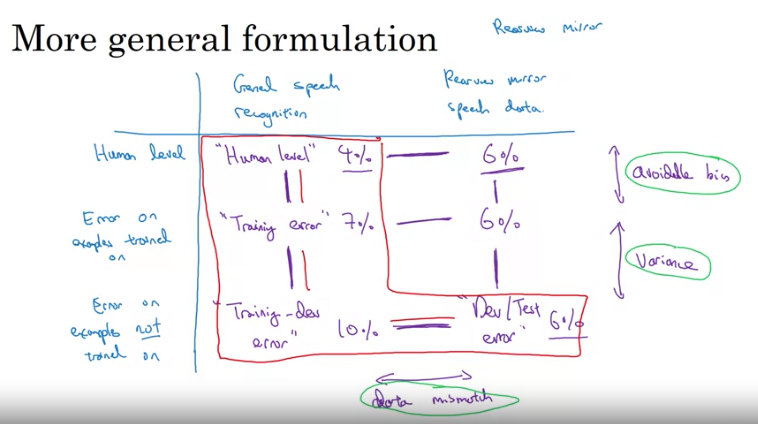 More general formulation
Rearview mirror
General speech
recognition
Rearview mirror
speech data.
Human level
"Human level" 4%
6%
avoidable bias
Error on
examples trained
on
"Training error" 7%
6%
Variance
Error on
examples not
trained on
"Training-dev
error"
10%
"Dev/Test
error"
6%
data mismatch